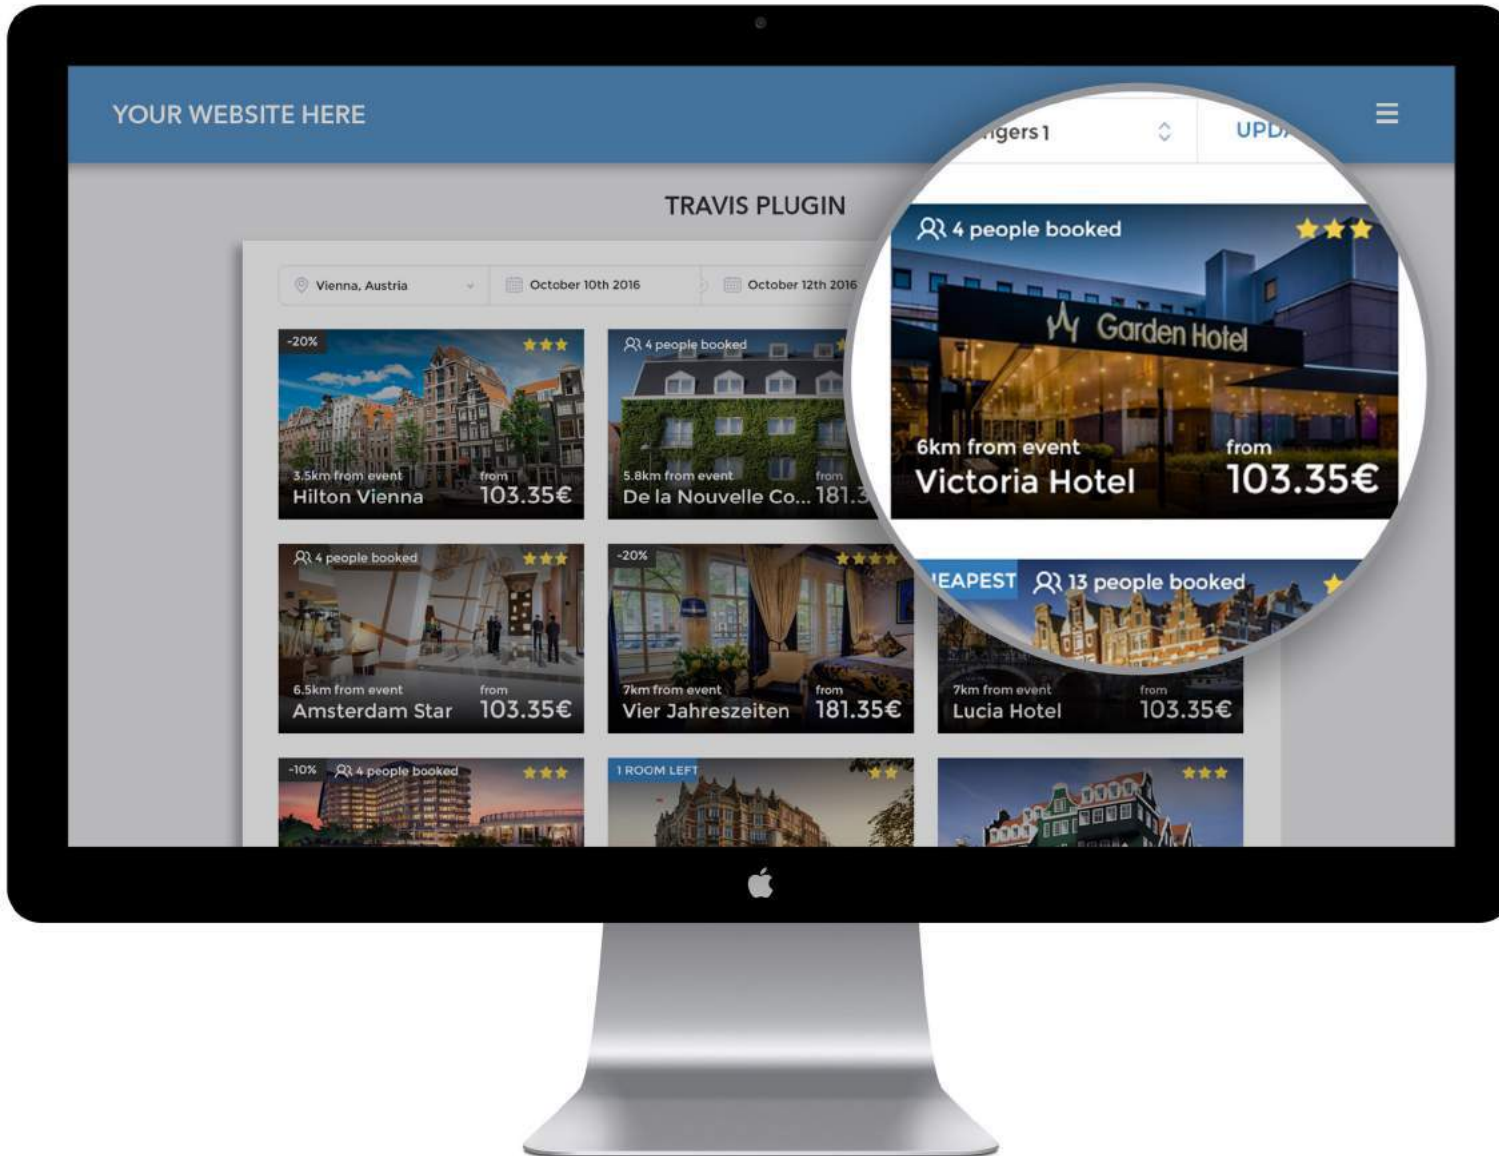 YOUR WEBSITE HERE
1
TRAVIS PLUGIN
Vienna, Austria
October 10th 2016
October 12th 2016
-20%
3.5km from event
from
Hilton Vienna
103.35€
4 people booked
5.8km from event
from
De la Nouvelle Co...
4 people booked
Garden Hotel
6km from event
from
Victoria Hotel
103.35€
4 people booked
6.5km from event
from
Amsterdam Star
103.35€
-20%
7km from event
from
Vier Jahreszeiten
181.35€
13 people booked
7km from event
from
Lucia Hotel
103.35€
-10%
4 people booked
1 ROOM LEFT